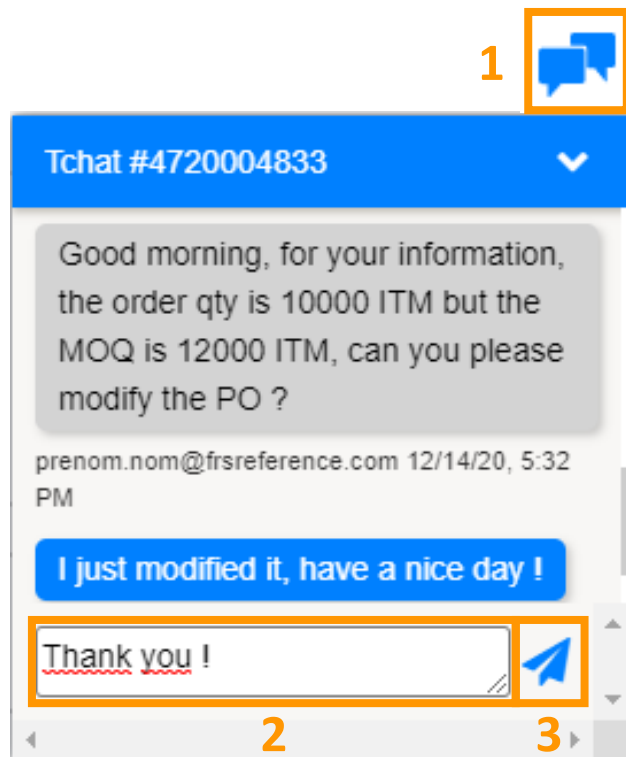 1
Tchat #4720004833
Good morning, for your information,
the order qty is 10000 ITM but the
MOQ is 12000 ITM, can you please
modify the PO ?
prenom.nom@frsreference.com 12/14/20, 5:32
PM
I just modified it, have a nice day !
Thank you !
2
3